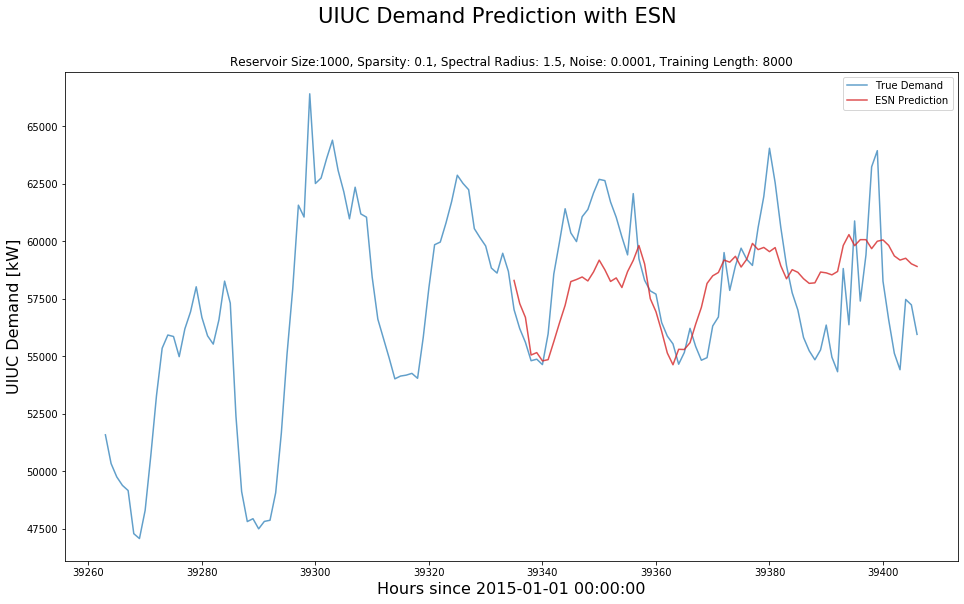 UIUC Demand Prediction with ESN
Reservoir Size:1000, Sparsity: 0.1, Spectral Radius: 1.5, Noise: 0.0001, Training Length: 8000
True Demand
ESN Prediction
UIUC Demand [kW]
65000
62500
60000
57500
55000
52500
50000
47500
39260
39280
39300
39320
39340
39360
39380
39400
Hours since 2015-01-01 00:00:00